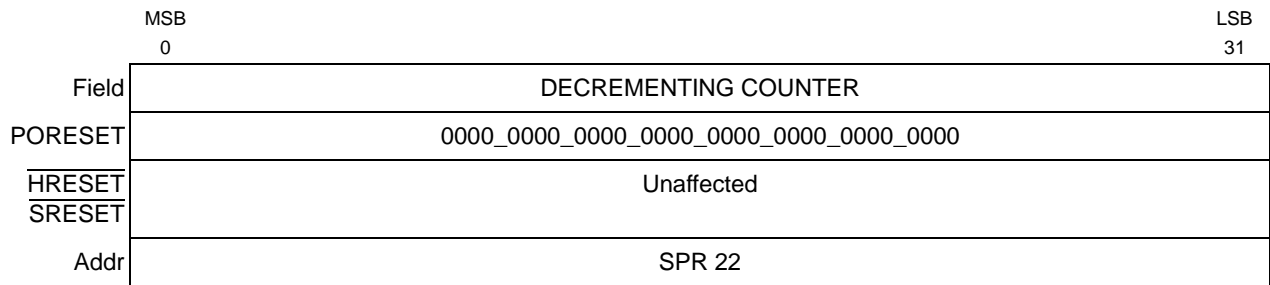 MSB LSB
0 31
Field DECREMENTING COUNTER
PORESET 0000_0000_0000_0000_0000_0000_0000_0000
HRESET Unaffected
SRESET
Addr SPR 22